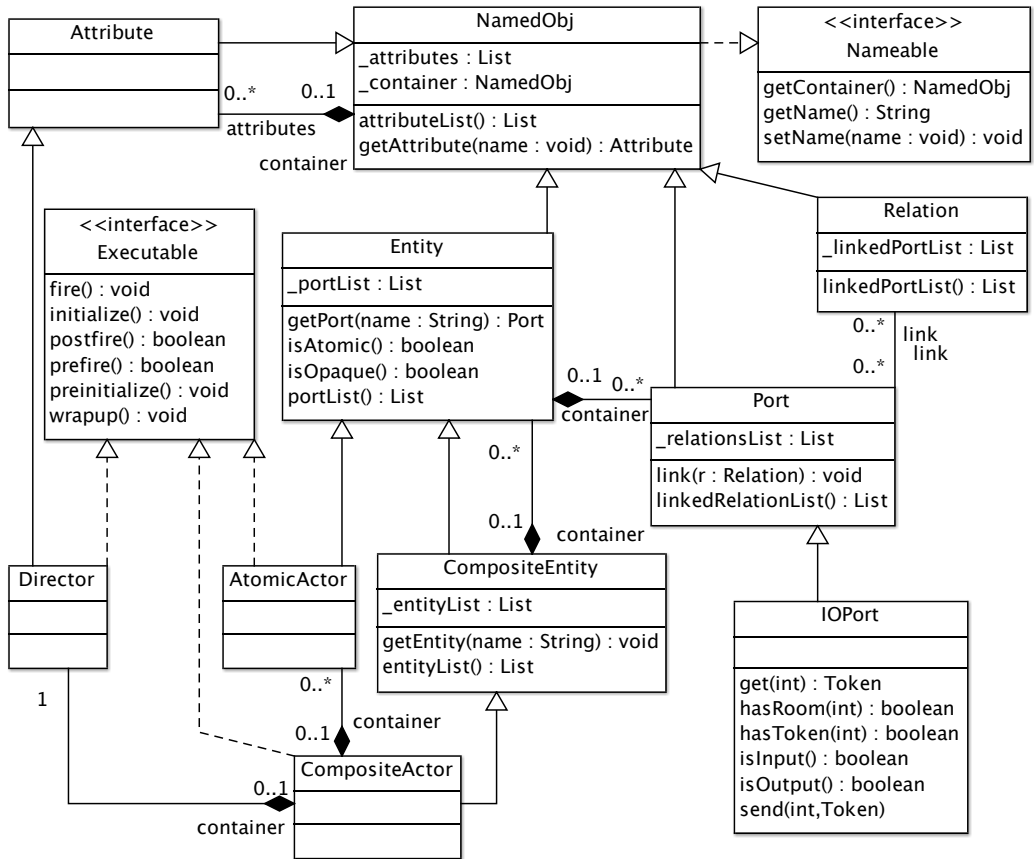 Attribute
NamedObj
_attributes : List
_container : NamedObj
attributeList() : List
getAttribute(name : void) : Attribute
<<interface>>
Nameable
getContainer() : NamedObj
getName() : String
setName(name : void) : void
0..*
0..1
attributes
container
<<interface>>
Executable
fire() : void
initialize() : void
postfire() : boolean
prefire() : boolean
preinitialize() : void
wrapup() : void
Entity
_portList : List
getPort(name : String) : Port
isAtomic() : boolean
isOpaque() : boolean
portList() : List
Relation
_linkedPortList : List
linkedPortList() : List
0..*
link
link
0..*
0..1
0..*
container
Port
_relationsList : List
link(r : Relation) : void
linkedRelationList() : List
0..*
0..1
container
Director
AtomicActor
CompositeEntity
_entityList : List
getEntity(name : String) : void
entityList() : List
IOPort
get(int) : Token
hasRoom(int) : boolean
hasToken(int) : boolean
isInput() : boolean
isOutput() : boolean
send(int,Token)
1
0..*
container
0..1
CompositeActor
0..1
container